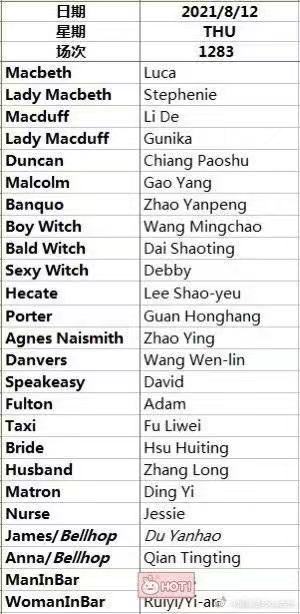 日期 2021/8/12
星期 THU
场次 1283
Macbeth Luca
Lady Macbeth Stephenie
Macduff Li De
Lady Macduff Gunika
Duncan Chiang Paoshu
Malcolm Gao Yang
Banquo Zhao Yanpeng
Boy Witch Wang Mingchao
Bald Witch Dai Shaoting
Sexy Witch Debby
Hecate Lee Shao-yeu
Porter Guan Honghang
Agnes Naismith Zhao Ying
Danvers Wang Wen-lin
Speakeasy David
Fulton Adam
Taxi Fu Liwei
Bride Hsu Huiting
Husband Zhang Long
Matron Ding Yi
Nurse Jessie
James/Bellhop Du Yanhao
Anna/Bellhop Qian Tingting
ManInBar
HOT!
WomanInBar Ruiyi/Yi-an